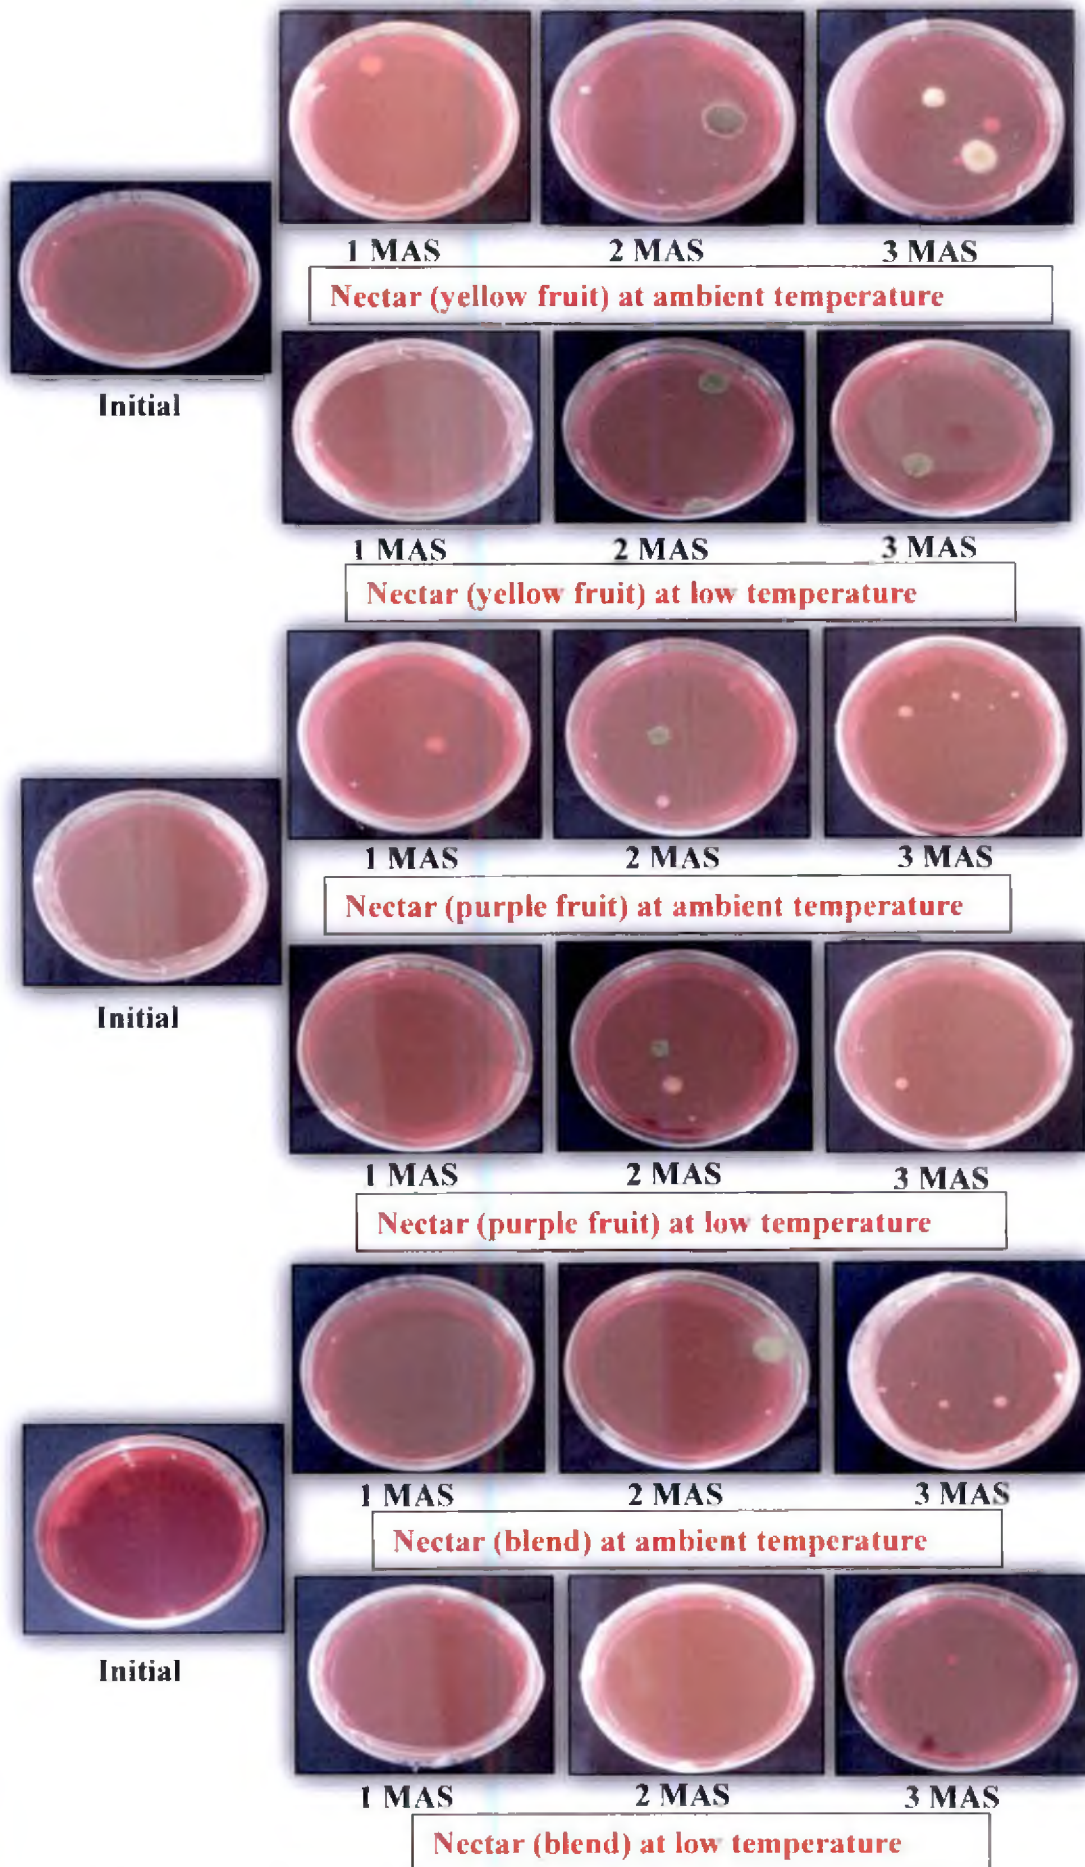 1 MAS 2 MAS 3 MAS
Nectar (yellow fruit) at ambient temperature
Initial
1 MAS 2 MAS 3 MAS
Nectar (yellow fruit) at low temperature
1 MAS 2 MAS 3 MAS
Nectar (purple fruit) at ambient temperature
Initial
1 MAS 2 MAS 3 MAS
Nectar (purple fruit) at low temperature
1 MAS 2 MAS 3 MAS
Nectar (blend) at ambient temperature
Initial
1 MAS 2 MAS 3 MAS
Nectar (blend) at low temperature